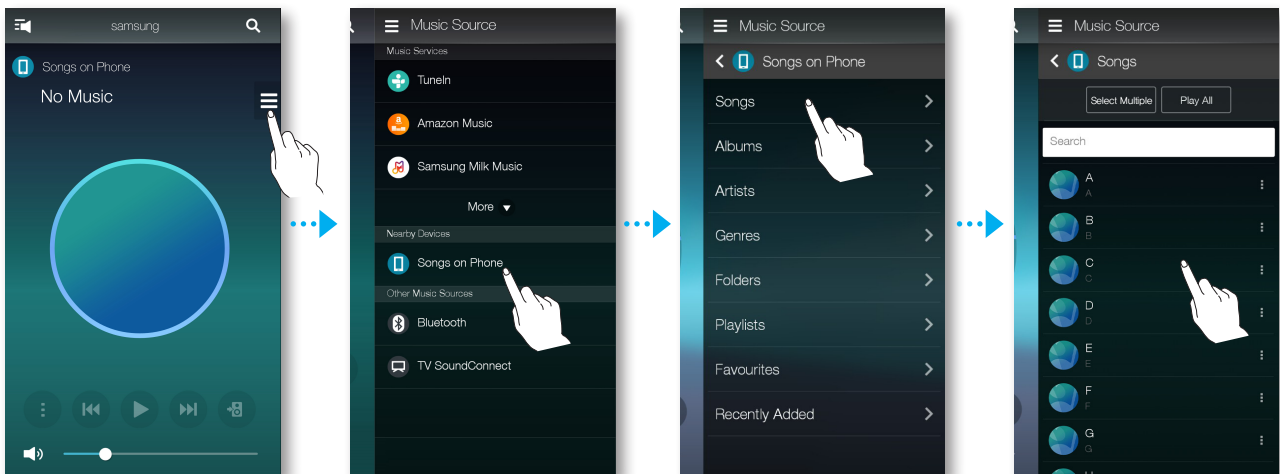 samsung
Songs on Phone
No Music
Music Source
Music Services
TuneIn
Amazon Music
Samsung Milk Music
More
Nearby Devices
Songs on Phone
Other Music Sources
Bluetooth
TV SoundConnect
Music Source
Songs on Phone
Songs
Albums
Artists
Genres
Folders
Playlists
Favourites
Recently Added
Music Source
Songs
Select Multiple Play All
Search
A
A
B
B
C
C
D
D
E
E
F
F
G
G